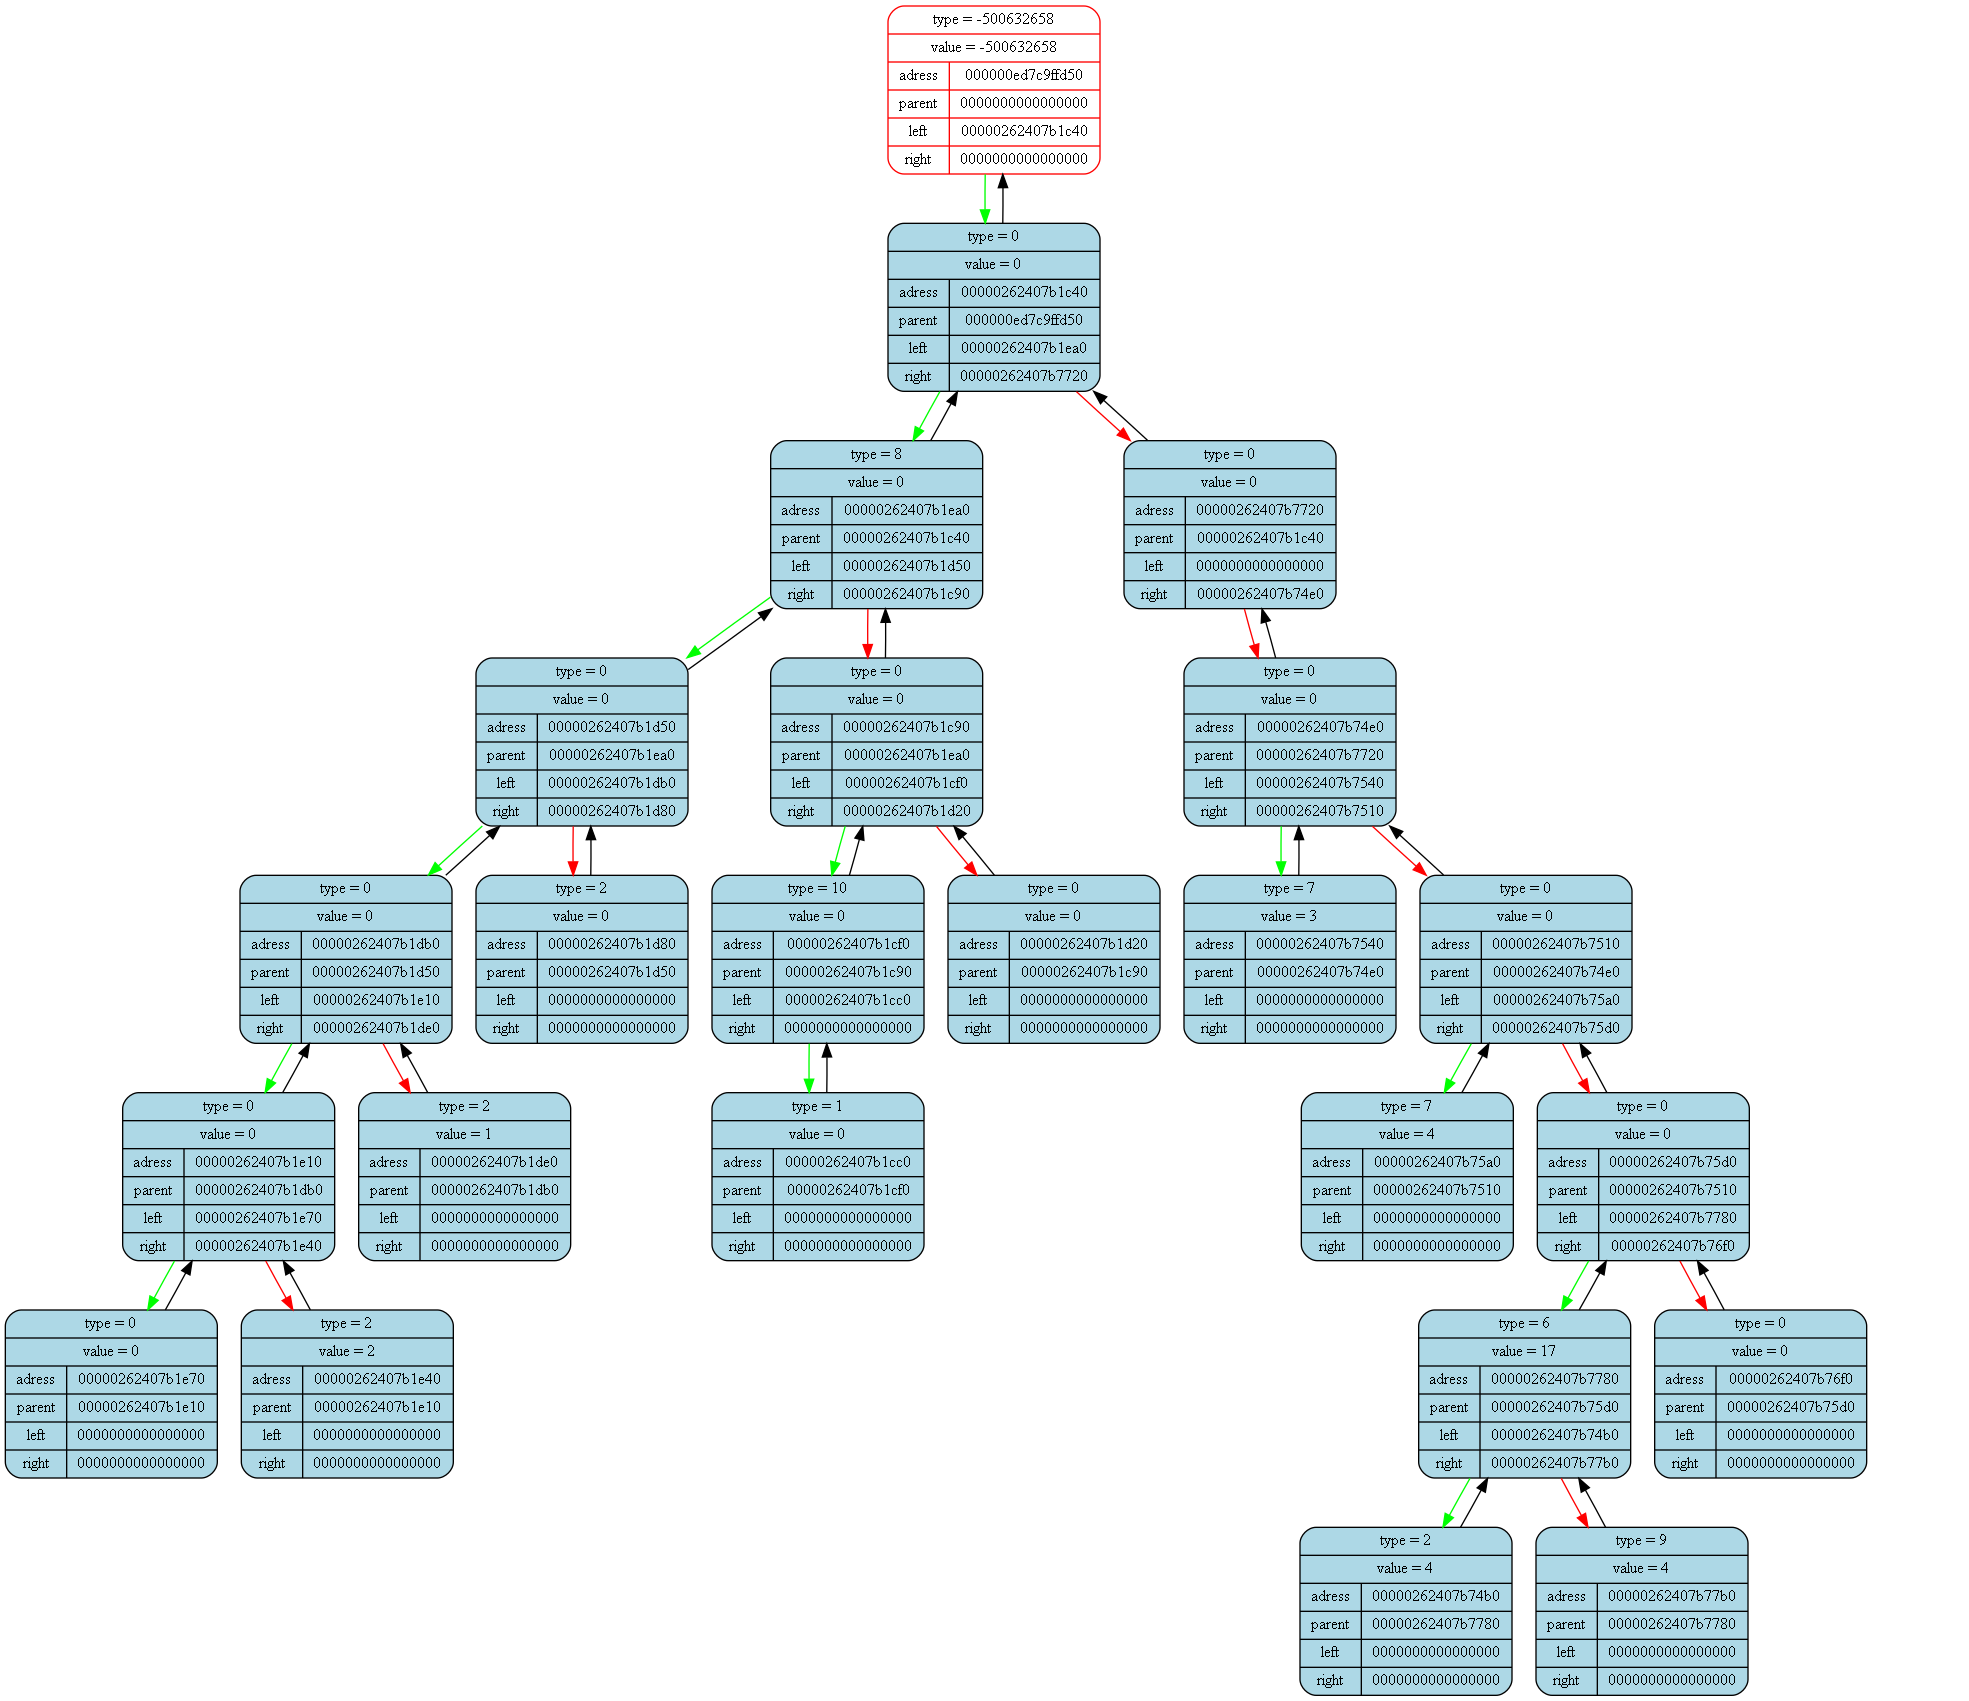 type = -500632658
value = -500632658
adress 000000ed7c9ffd50
parent 0000000000000000
left 00000262407b1c40
right 0000000000000000
type = 0
value = 0
adress 00000262407b1c40
parent 000000ed7c9ffd50
left 00000262407b1ea0
right 00000262407b7720
type = 8
value = 0
adress 00000262407b1ea0
parent 00000262407b1c40
left 00000262407b1d50
right 00000262407b1c90
type = 0
value = 0
adress 00000262407b7720
parent 00000262407b1c40
left 0000000000000000
right 00000262407b74e0
type = 0
value = 0
adress 00000262407b1d50
parent 00000262407b1ea0
left 00000262407b1db0
right 00000262407b1d80
type = 0
value = 0
adress 00000262407b1c90
parent 00000262407b1ea0
left 00000262407b1cf0
right 00000262407b1d20
type = 0
value = 0
adress 00000262407b74e0
parent 00000262407b7720
left 00000262407b7540
right 00000262407b7510
type = 0
value = 0
adress 00000262407b1db0
parent 00000262407b1d50
left 00000262407b1e10
right 00000262407b1de0
type = 2
value = 0
adress 00000262407b1d80
parent 00000262407b1d50
left 0000000000000000
right 0000000000000000
type = 10
value = 0
adress 00000262407b1cf0
parent 00000262407b1c90
left 00000262407b1cc0
right 0000000000000000
type = 0
value = 0
adress 00000262407b1d20
parent 00000262407b1c90
left 0000000000000000
right 0000000000000000
type = 7
value = 3
adress 00000262407b7540
parent 00000262407b74e0
left 0000000000000000
right 0000000000000000
type = 0
value = 0
adress 00000262407b7510
parent 00000262407b74e0
left 00000262407b75a0
right 00000262407b75d0
type = 0
value = 0
adress 00000262407b1e10
parent 00000262407b1db0
left 00000262407b1e70
right 00000262407b1e40
type = 2
value = 1
adress 00000262407b1de0
parent 00000262407b1db0
left 0000000000000000
right 0000000000000000
type = 1
value = 0
adress 00000262407b1cc0
parent 00000262407b1cf0
left 0000000000000000
right 0000000000000000
type = 7
value = 4
adress 00000262407b75a0
parent 00000262407b7510
left 0000000000000000
right 0000000000000000
type = 0
value = 0
adress 00000262407b75d0
parent 00000262407b7510
left 00000262407b7780
right 00000262407b76f0
type = 0
value = 0
adress 00000262407b1e70
parent 00000262407b1e10
left 0000000000000000
right 0000000000000000
type = 2
value = 2
adress 00000262407b1e40
parent 00000262407b1e10
left 0000000000000000
right 0000000000000000
type = 6
value = 17
adress 00000262407b7780
parent 00000262407b75d0
left 00000262407b74b0
right 00000262407b77b0
type = 0
value = 0
adress 00000262407b76f0
parent 00000262407b75d0
left 0000000000000000
right 0000000000000000
type = 2
value = 4
adress 00000262407b74b0
parent 00000262407b7780
left 0000000000000000
right 0000000000000000
type = 9
value = 4
adress 00000262407b77b0
parent 00000262407b7780
left 0000000000000000
right 0000000000000000